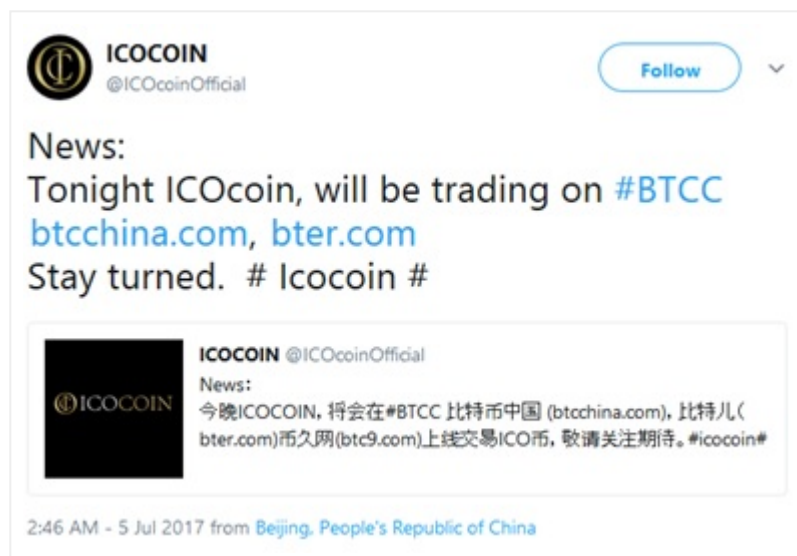 ICOCOIN
@ICOcoinOfficial
Follow
News:
Tonight ICOcoin, will be trading on #BTCC
btcchina.com, bter.com
Stay turned. # Icocoin #
ICOCOIN
ICOCOIN @ICOcoinOfficial
News:
今晚ICOCOIN, 将会在#BTCC 比特币中国 (btcchina.com), 比特儿(
bter.com)币久网(btc9.com)上线交易ICO币, 敬请关注期待。#icocoin#
2:46 AM - 5 Jul 2017 from Beijing, People's Republic of China